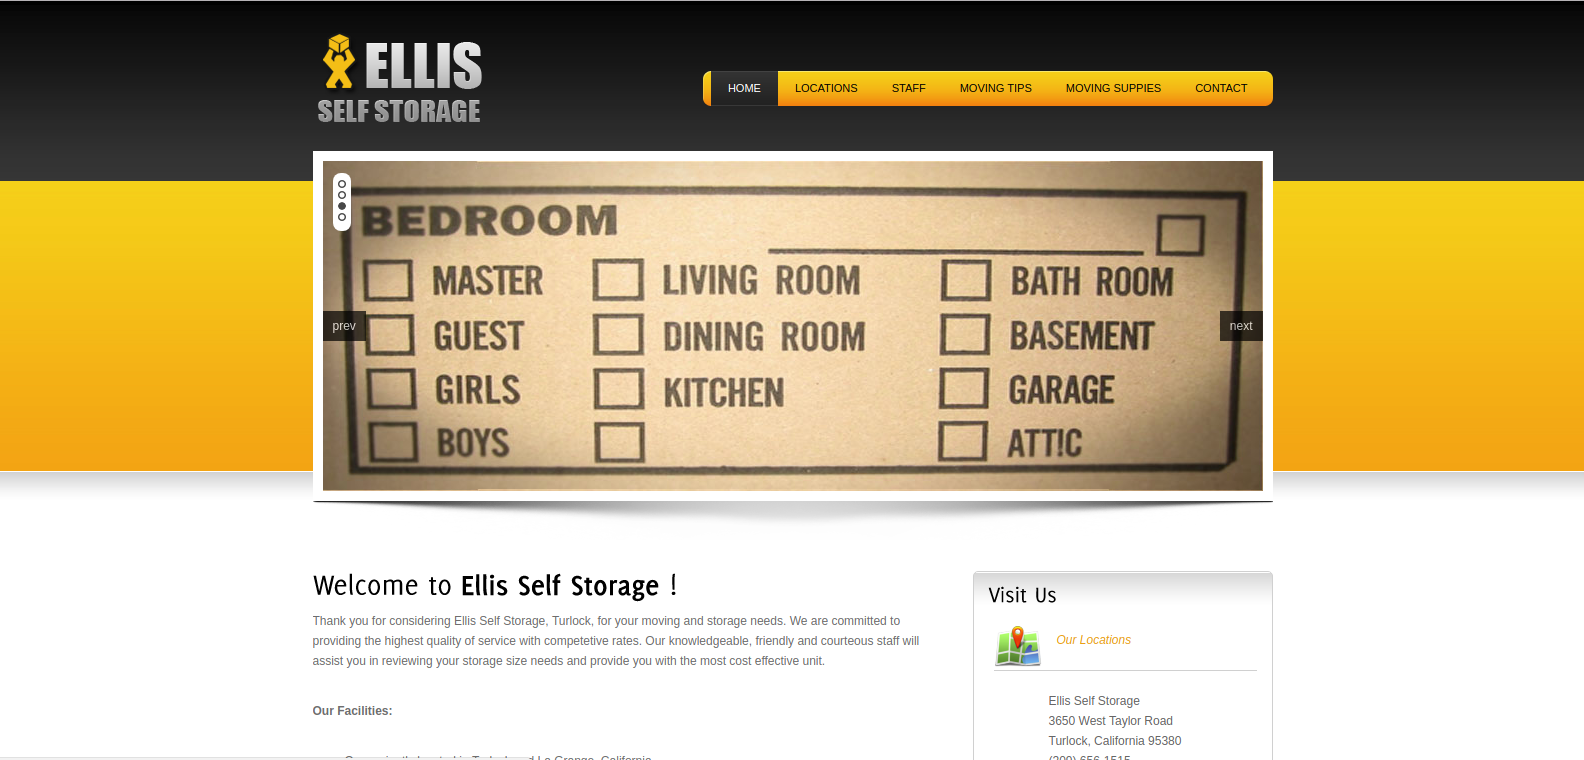 ELLIS
SELF STORAGE
HOME LOCATIONS STAFF MOVING TIPS MOVING SUPPIES CONTACT
BEDROOM
MASTER LIVING ROOM BATH ROOM
prev GUEST DINING ROOM BASEMENT next
GIRLS KITCHEN GARAGE
BOYS ATTIC
Welcome to Ellis Self Storage !
Thank you for considering Ellis Self Storage, Turlock, for your moving and storage needs. We are committed to
providing the highest quality of service with competetive rates. Our knowledgeable, friendly and courteous staff will
assist you in reviewing your storage size needs and provide you with the most cost effective unit.
Our Facilities:
Visit Us
Our Locations
Ellis Self Storage
3650 West Taylor Road
Turlock, California 95380